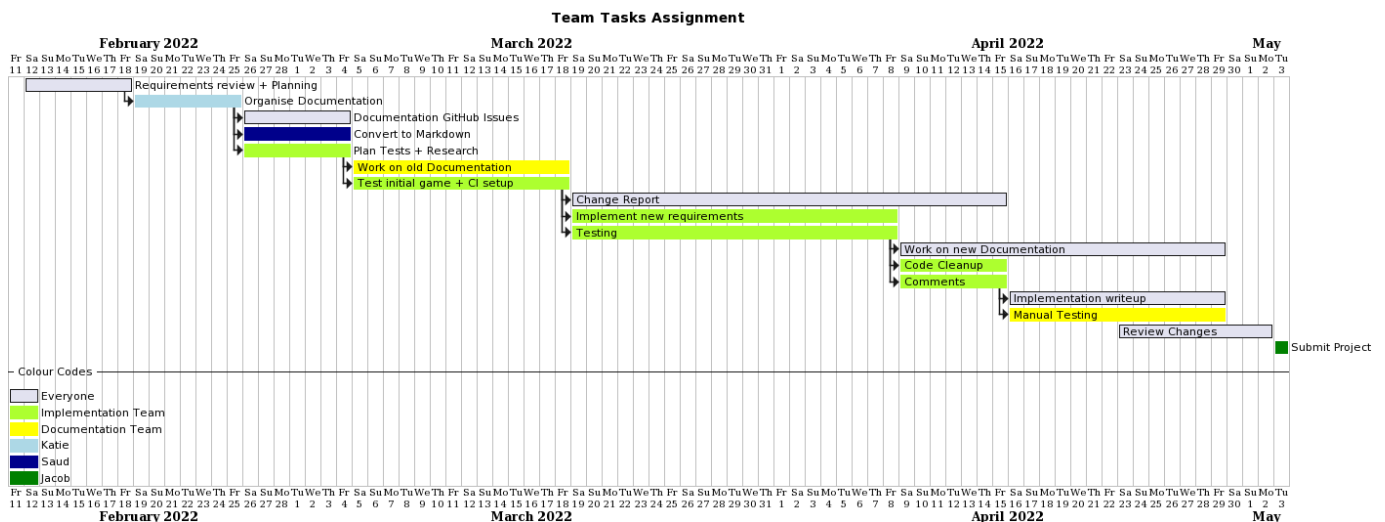 Team Tasks Assignment
February 2022 March 2022 April 2022 May
Fr Sa Su Mo Tu We Th Fr Sa Su Mo Tu We Th Fr Sa Su Mo Tu We Th Fr Sa Su Mo Tu We Th Fr Sa Su Mo Tu We Th Fr Sa Su Mo Tu We Th Fr Sa Su Mo Tu We Th Fr Sa Su Mo Tu We Th Fr Sa Su Mo Tu We Th Fr Sa Su Mo Tu We Th Fr Sa Su Mo Tu We Th Fr Sa Su Mo Tu
11 12 13 14 15 16 17 18 19 20 21 22 23 24 25 26 27 28 1 2 3 4 5 6 7 8 9 10 11 12 13 14 15 16 17 18 19 20 21 22 23 24 25 26 27 28 29 30 31 1 2 3 4 5 6 7 8 9 10 11 12 13 14 15 16 17 18 19 20 21 22 23 24 25 26 27 28 29 30 1 2 3
Requirements review + Planning
Organise Documentation
Documentation GitHub Issues
Convert to Markdown
Plan Tests + Research
Work on old Documentation
Test initial game + CI setup
Change Report
Implement new requirements
Testing
Work on new Documentation
Code Cleanup
Comments
Implementation writeup
Manual Testing
Review Changes
Submit Project
Colour Codes
Everyone
Implementation Team
Documentation Team
Katie
Saud
Jacob
Fr Sa Su Mo Tu We Th Fr Sa Su Mo Tu We Th Fr Sa Su Mo Tu We Th Fr Sa Su Mo Tu We Th Fr Sa Su Mo Tu We Th Fr Sa Su Mo Tu We Th Fr Sa Su Mo Tu We Th Fr Sa Su Mo Tu We Th Fr Sa Su Mo Tu We Th Fr Sa Su Mo Tu We Th Fr Sa Su Mo Tu We Th Fr Sa Su Mo Tu
11 12 13 14 15 16 17 18 19 20 21 22 23 24 25 26 27 28 1 2 3 4 5 6 7 8 9 10 11 12 13 14 15 16 17 18 19 20 21 22 23 24 25 26 27 28 29 30 31 1 2 3 4 5 6 7 8 9 10 11 12 13 14 15 16 17 18 19 20 21 22 23 24 25 26 27 28 29 30 1 2 3
February 2022 March 2022 April 2022 May